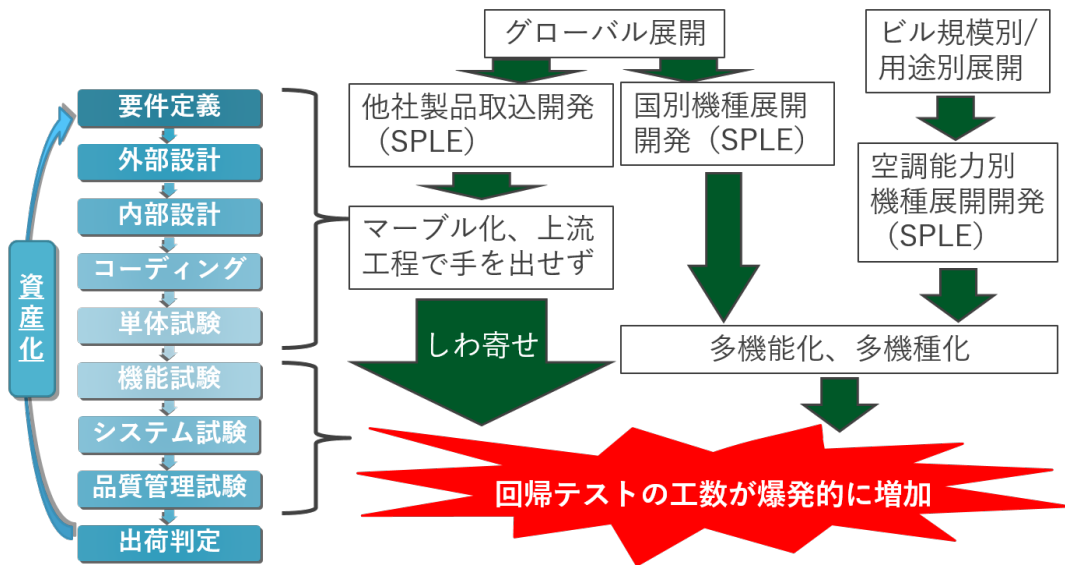 グローバル展開
ビル規模別/
用途別展開
他社製品取込開発
（SPLE）
国別機種展開
開発（SPLE）
空調能力別
機種展開開発
（SPLE）
マーブル化、上流
工程で手を出せず
しわ寄せ
多機能化、多機種化
回帰テストの工数が爆発的に増加
資産化
要件定義
外部設計
内部設計
コーディング
単体試験
機能試験
システム試験
品質管理試験
出荷判定